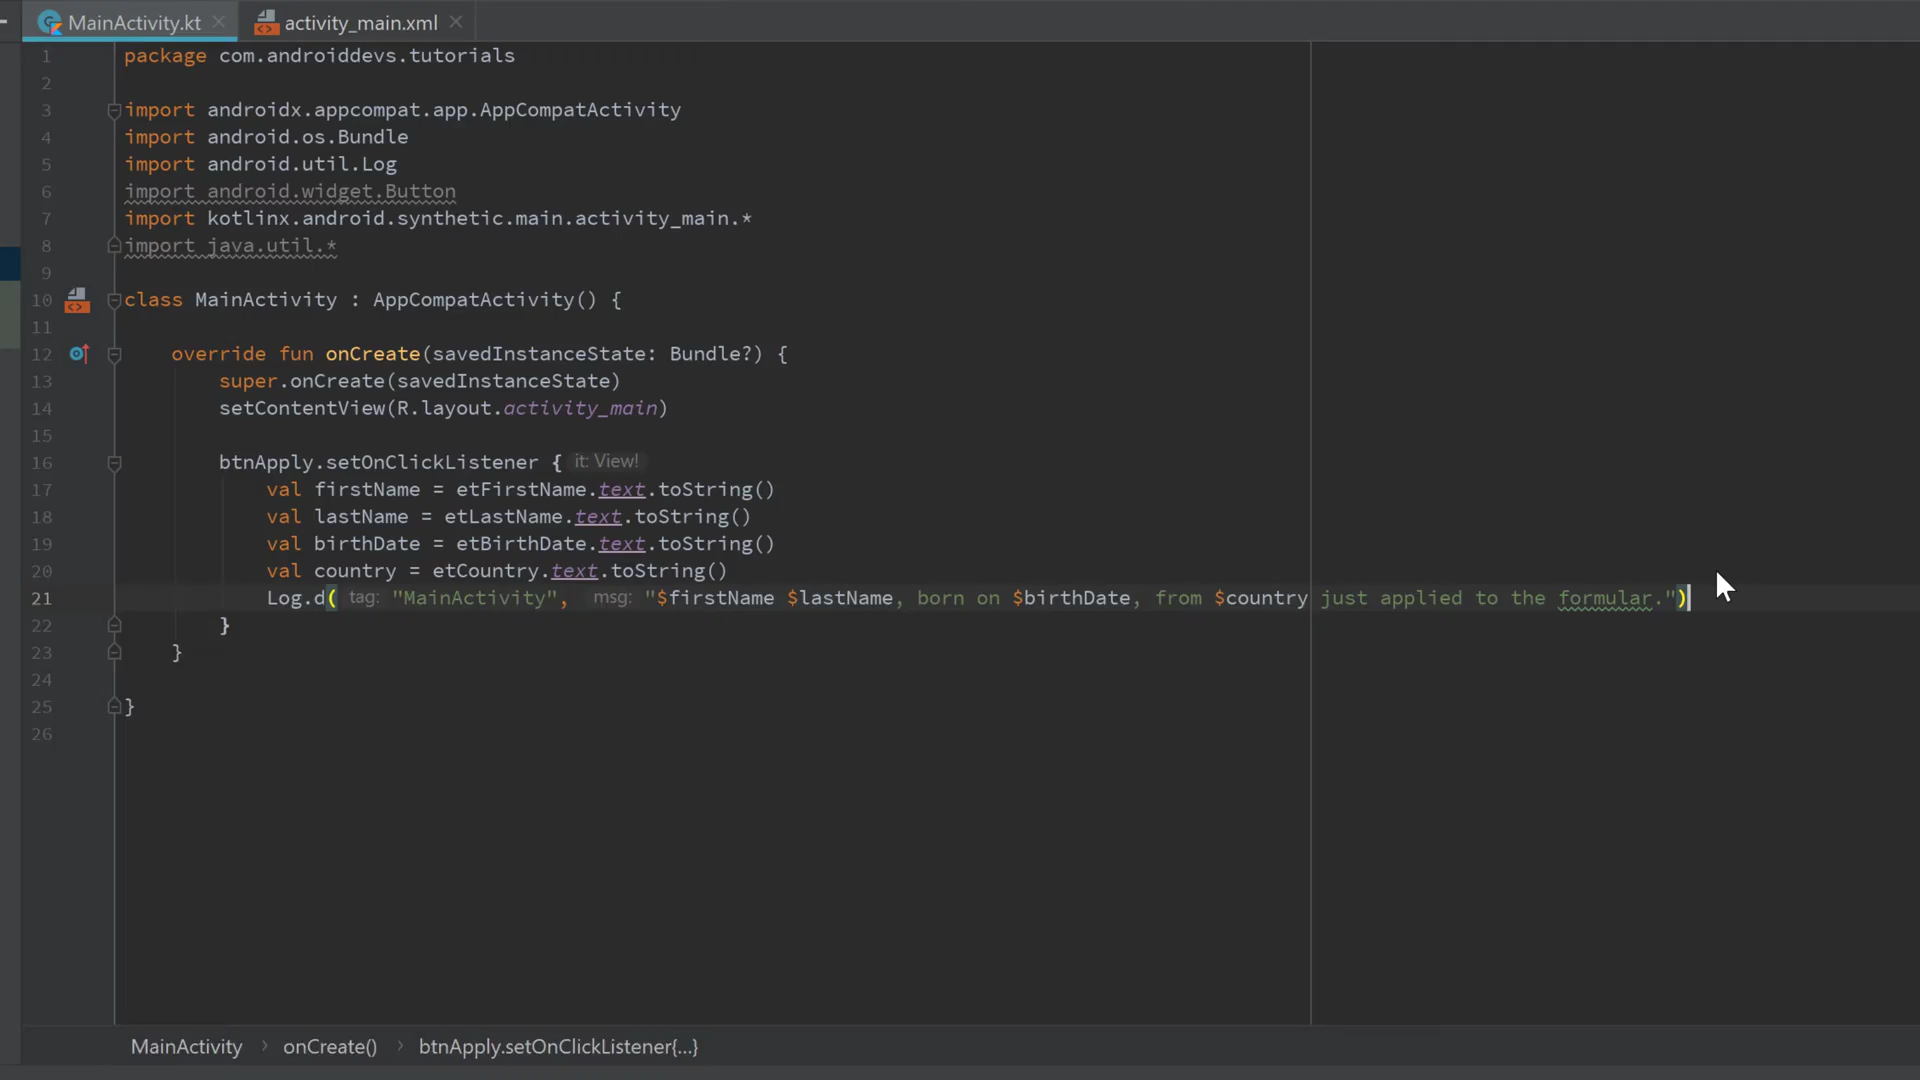 MainActivity.kt activity_main.xml
1 package com.androiddevs.tutorials
2
3 import androidx.appcompat.app.AppCompatActivity
4 import android.os.Bundle
5 import android.util.Log
6 import android.widget.Button
7 import kotlinx.android.synthetic.main.activity_main.*
8 import java.util.*
9
10 class MainActivity : AppCompatActivity() {
11
12 override fun onCreate(savedInstanceState: Bundle?) {
13 super.onCreate(savedInstanceState)
14 setContentView(R.layout.activity_main)
15
16 btnApply.setOnClickListener { it: View!
17 val firstName = etFirstName.text.toString()
18 val lastName = etLastName.text.toString()
19 val birthDate = etBirthDate.text.toString()
20 val country = etCountry.text.toString()
21 Log.d( tag: "MainActivity", msg: "$firstName $lastName, born on $birthDate, from $country just applied to the formular.")
22 }
23 }
24
25 }
26
MainActivity › onCreate() › btnApply.setOnClickListener{...}